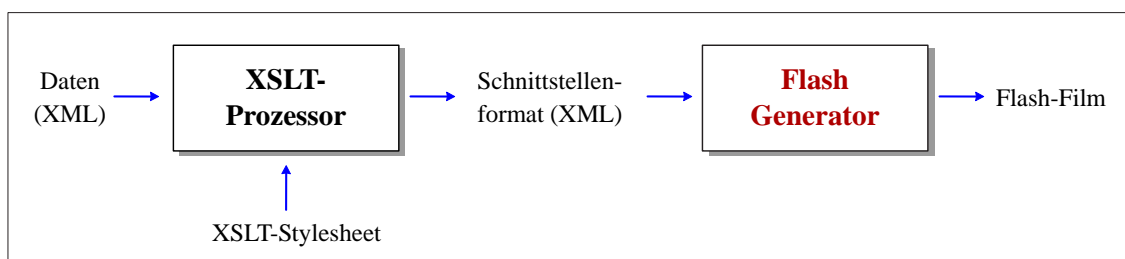 Daten
(XML)
XSLT-
Prozessor
Schnittstellen-
format (XML)
Flash
Generator
Flash-Film
XSLT-Stylesheet